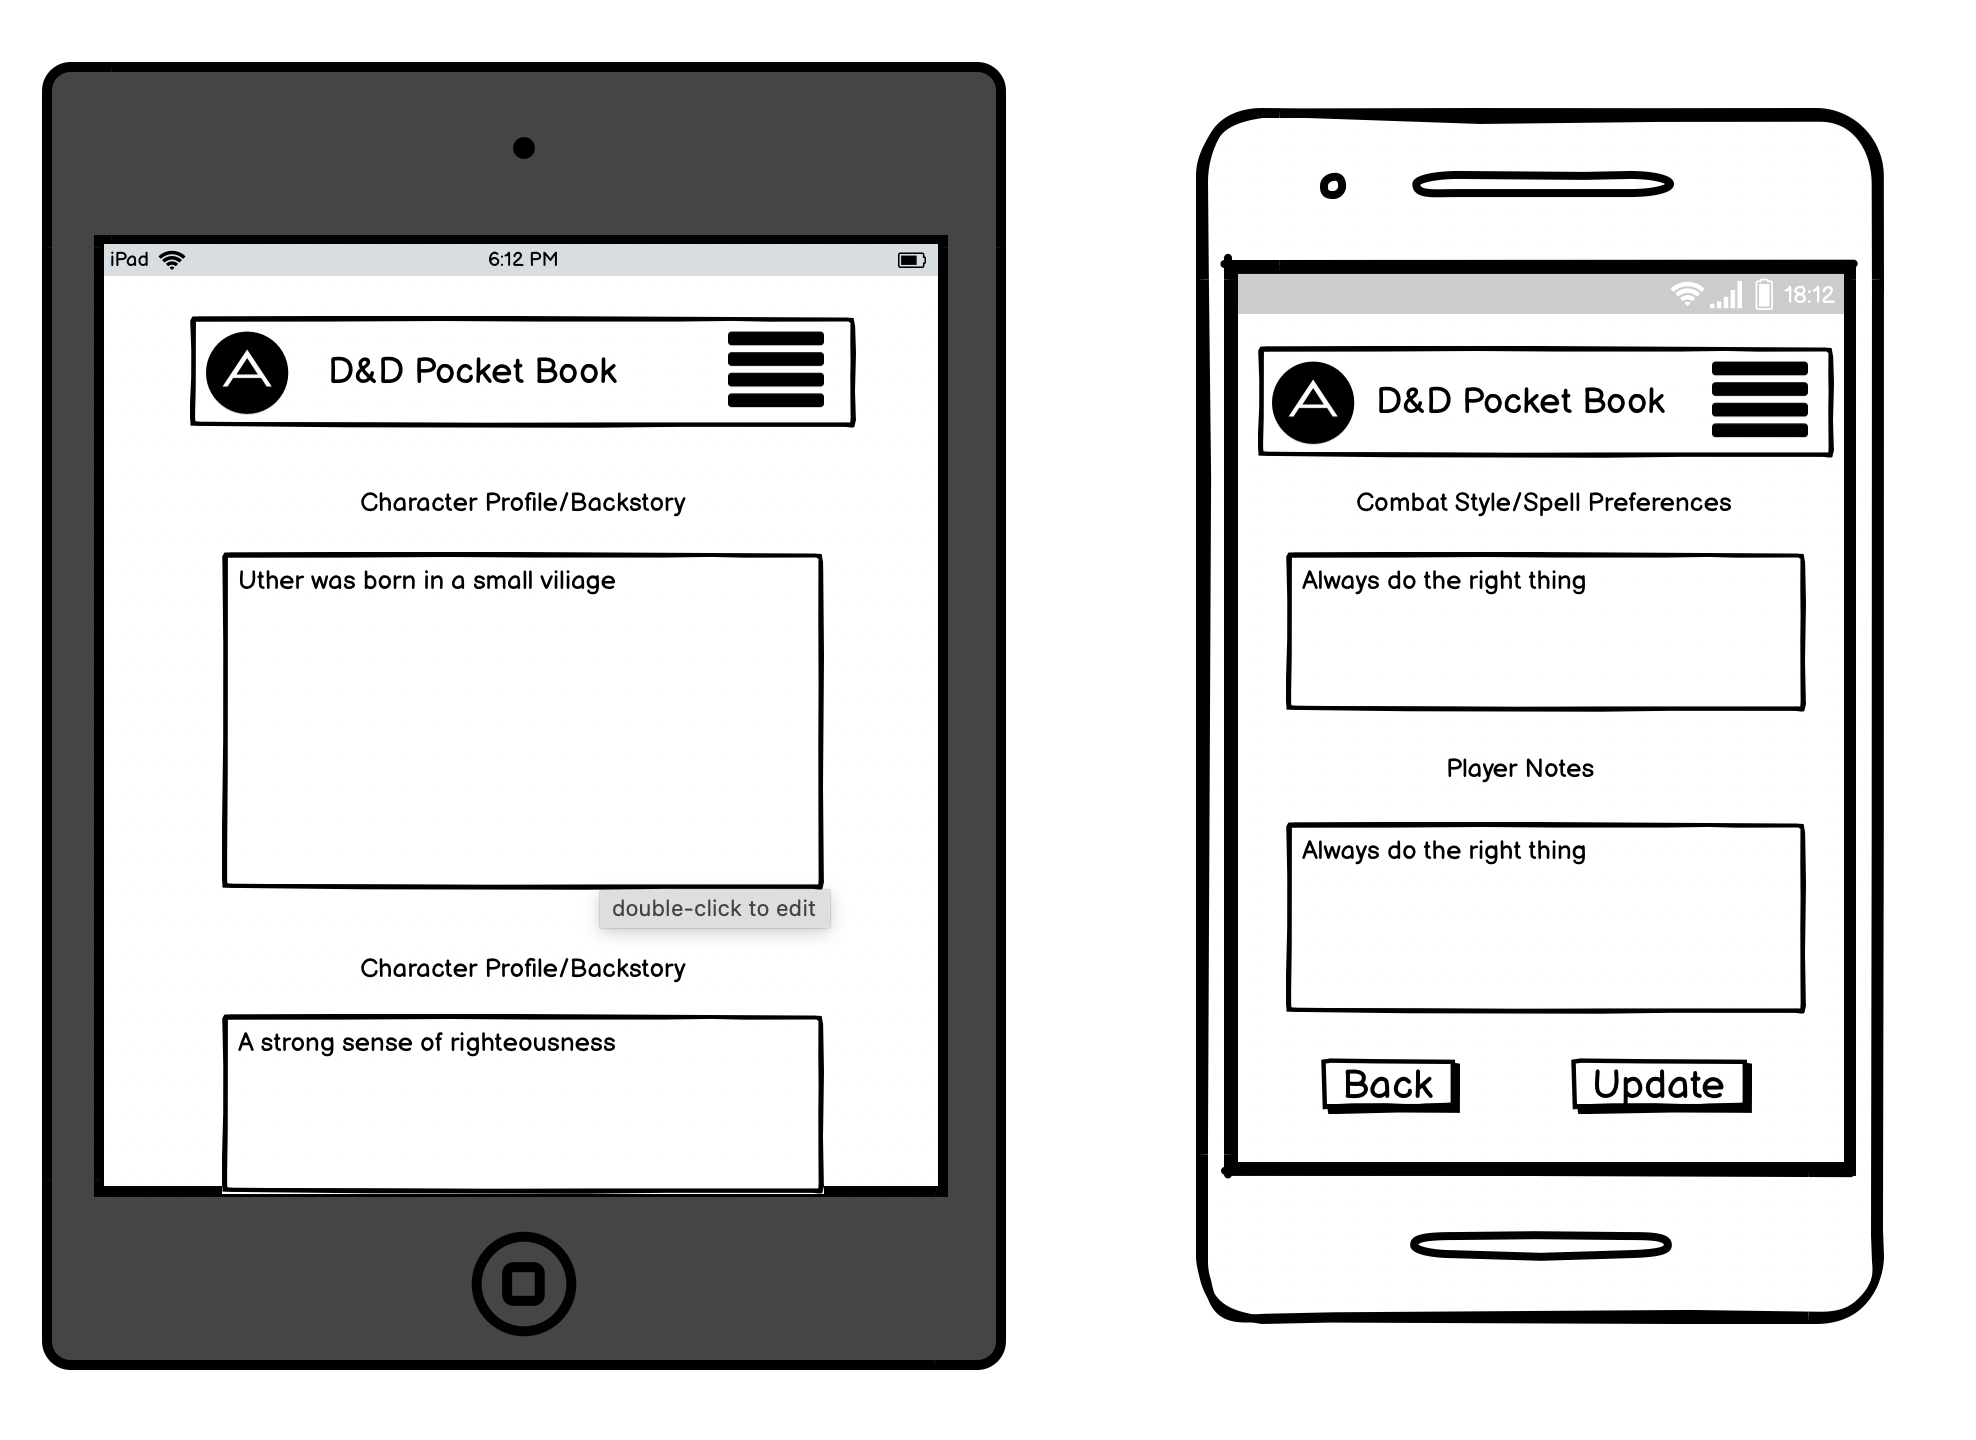 iPad
6:12 PM
A
D&D Pocket Book
Character Profile/Backstory
Uther was born in a small viliage
double-click to edit
Character Profile/Backstory
A strong sense of righteousness
18:12
A
D&D Pocket Book
Combat Style/Spell Preferences
Always do the right thing
Player Notes
Always do the right thing
Back
Update